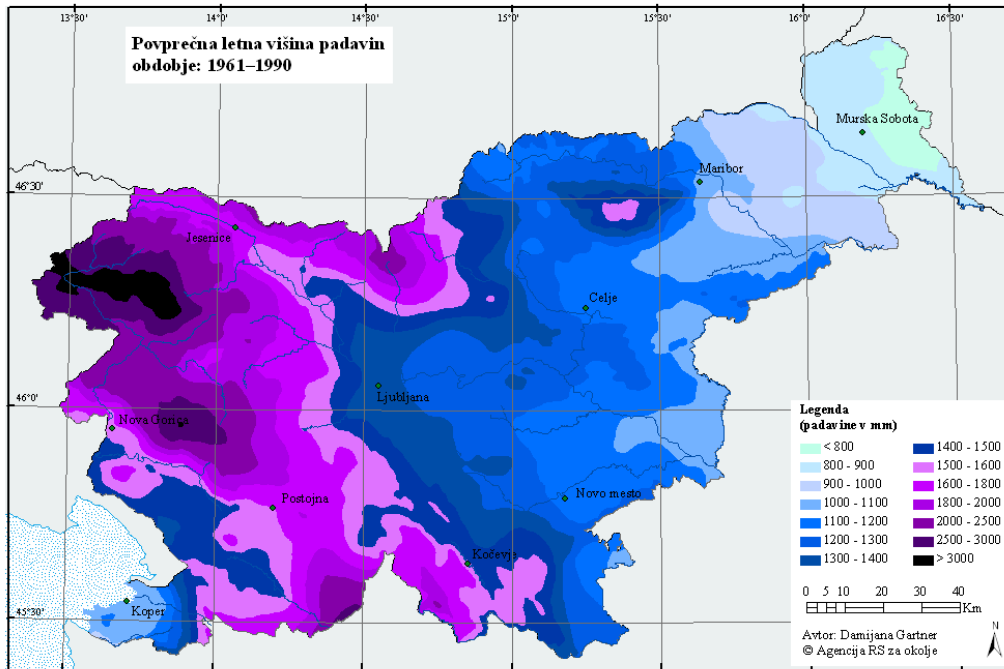 13°30'
14°0'
14°30'
15°0'
15°30'
16°0'
16°30'
Povprečna letna višina padavin
obdobje: 1961–1990
Murska Sobota
46°30'
Maribor
Jesenice
Celje
Ljubljana
46°0'
Nova Gorica
Novo mesto
Postojna
Kočevje
Koper
45°30'
Legenda
(padavine v mm)
< 800
800 - 900
900 - 1000
1000 - 1100
1100 - 1200
1200 - 1300
1300 - 1400
1400 - 1500
1500 - 1600
1600 - 1800
1800 - 2000
2000 - 2500
2500 - 3000
> 3000
0 10 20 30 40
Km
N
Avtor: Damijana Gartner
© Agencija RS za okolje